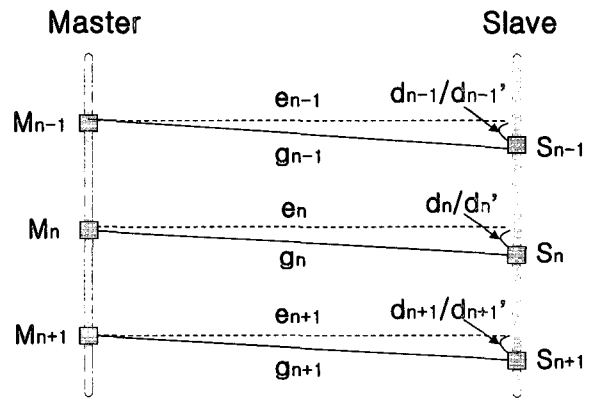 Master Slave
en-1 dn-1/dn-1'
Mn-1 Sn-1
gn-1
en dn/dn'
Mn Sn
gn
en+1 dn+1/dn+1'
Mn+1 Sn+1
gn+1